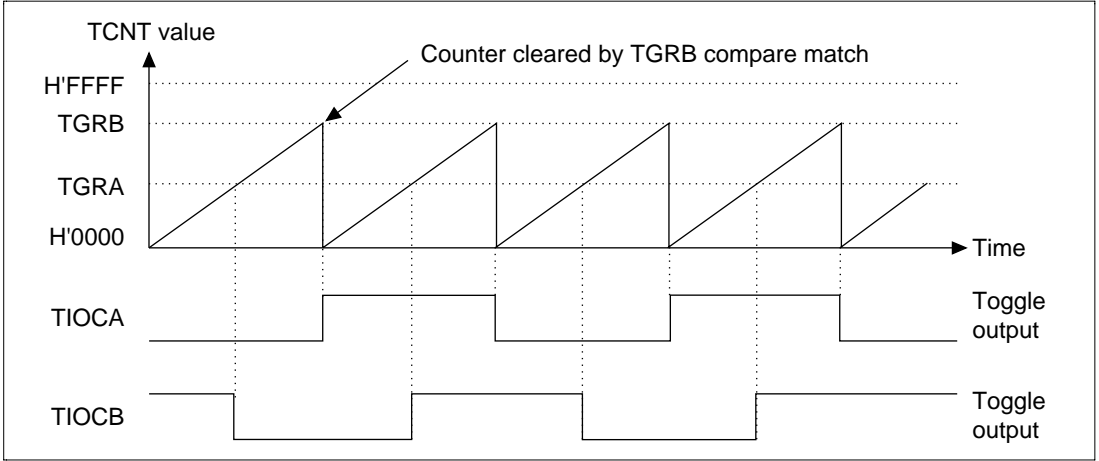 TCNT value
Counter cleared by TGRB compare match
H'FFFF
TGRB
TGRA
H'0000
Time
TIOCA
Toggle
output
TIOCB
Toggle
output